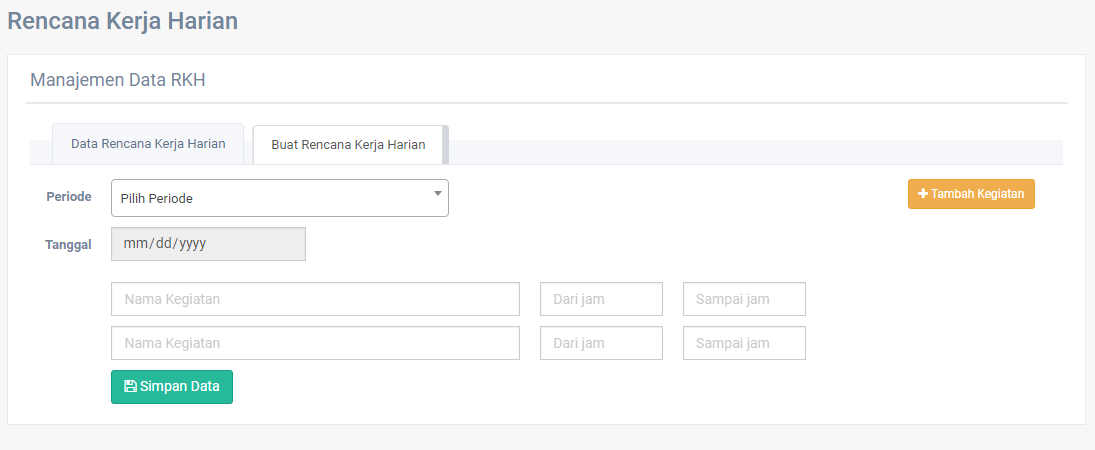 Rencana Kerja Harian
Manajemen Data RKH
Data Rencana Kerja Harian Buat Rencana Kerja Harian
Periode Pilih Periode Tambah Kegiatan
Tanggal mm/dd/yyyy
Nama Kegiatan Dari jam Sampai jam
Nama Kegiatan Dari jam Sampai jam
Simpan Data